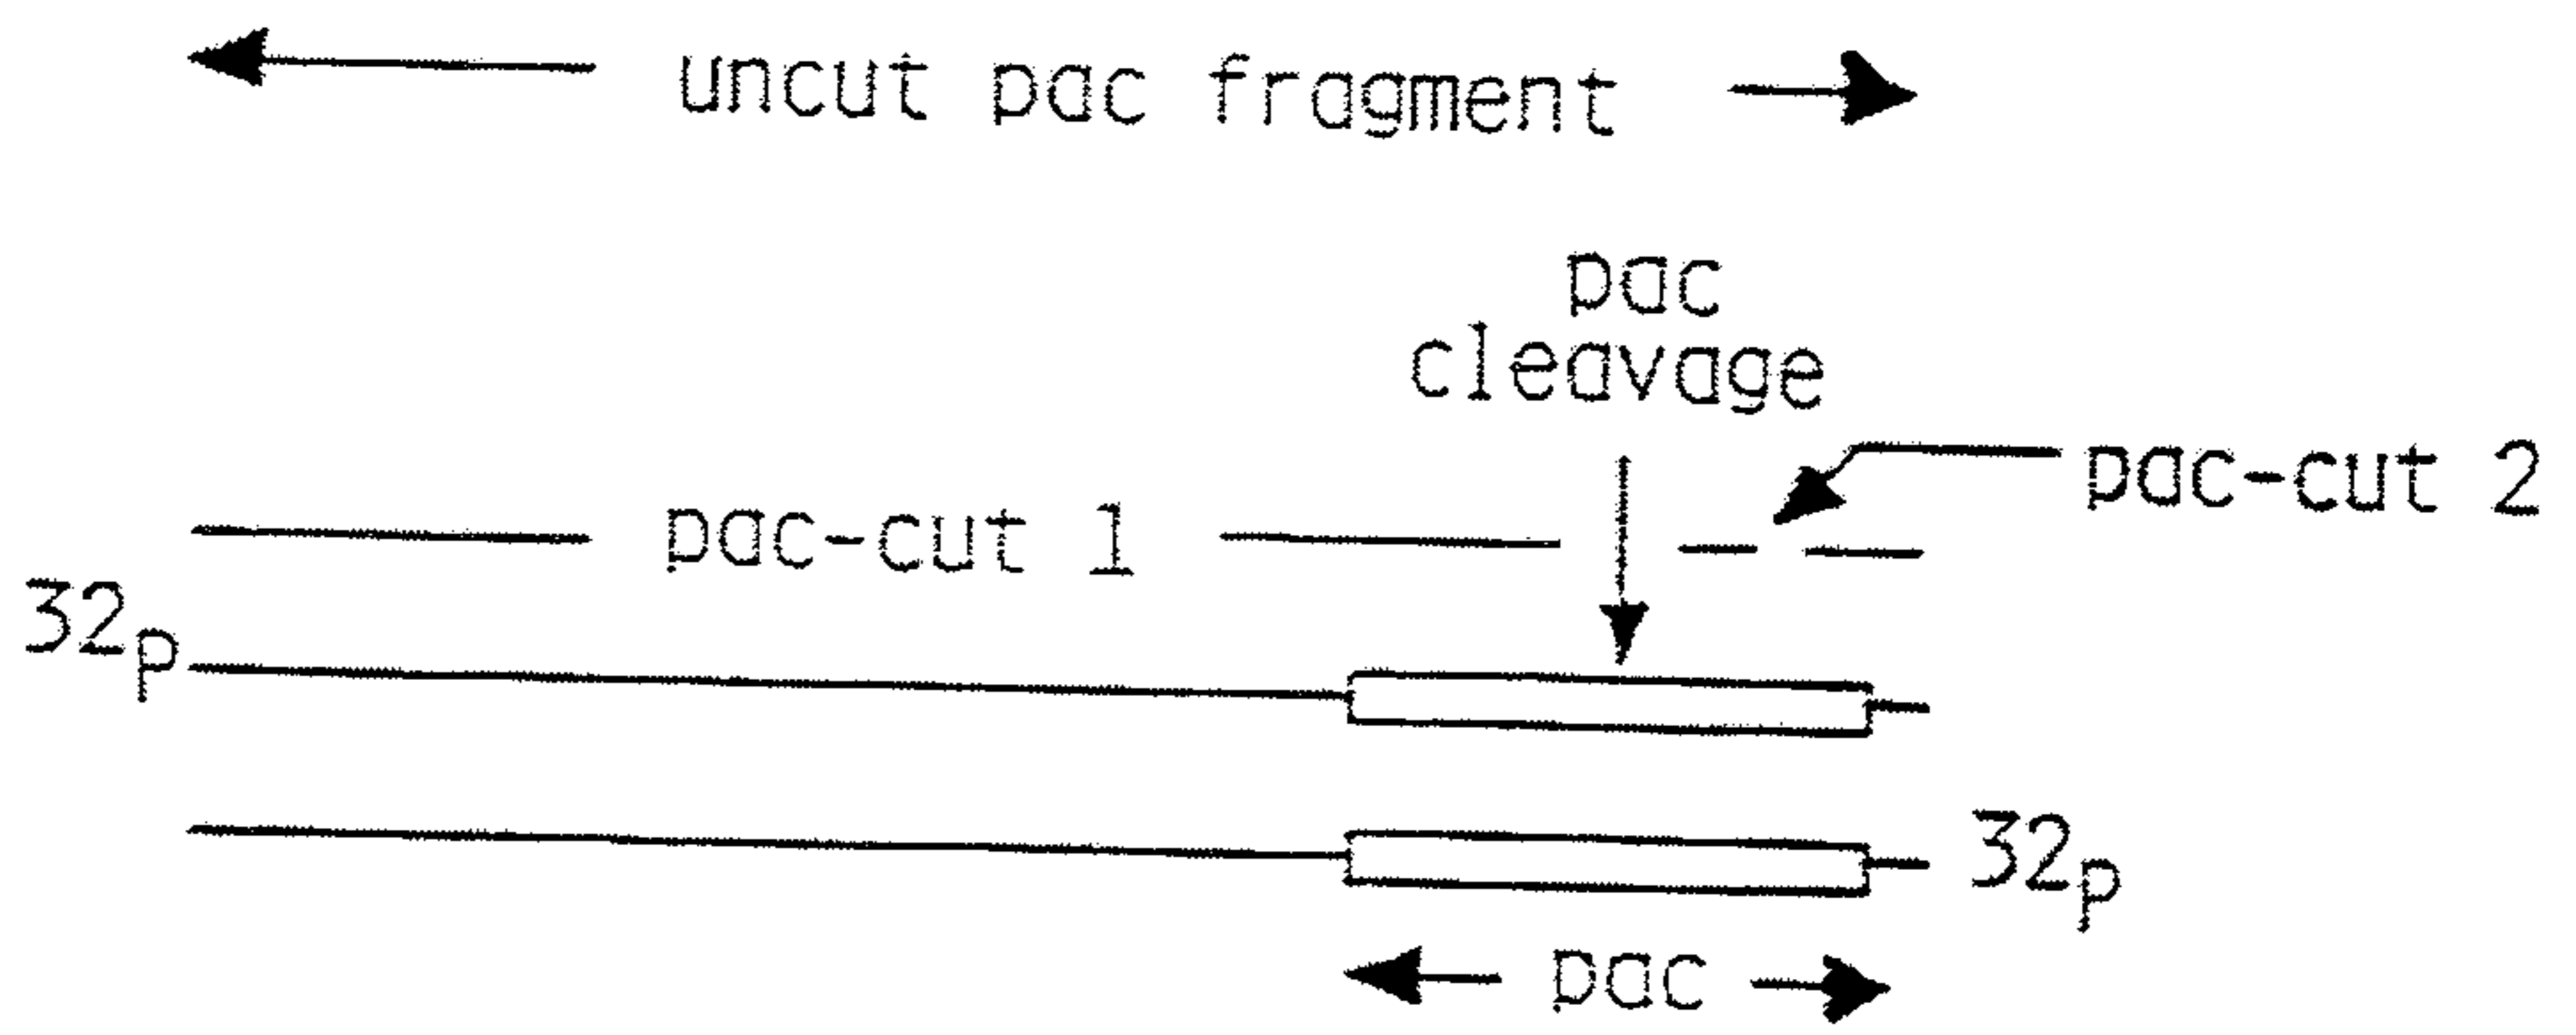 uncut pac fragment
pac
cleavage
pac-cut 2
pac-cut 1
32p
32p
pac